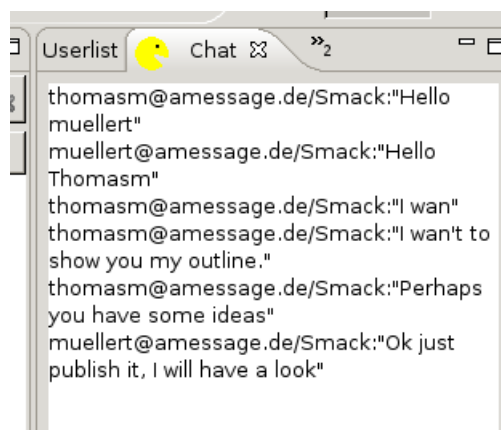 Userlist Chat »2
thomasm@amessage.de/Smack:"Hello
muellert"
muellert@amessage.de/Smack:"Hello
Thomasm"
thomasm@amessage.de/Smack:"I wan"
thomasm@amessage.de/Smack:"I wan't to
show you my outline."
thomasm@amessage.de/Smack:"Perhaps
you have some ideas"
muellert@amessage.de/Smack:"Ok just
publish it, I will have a look"